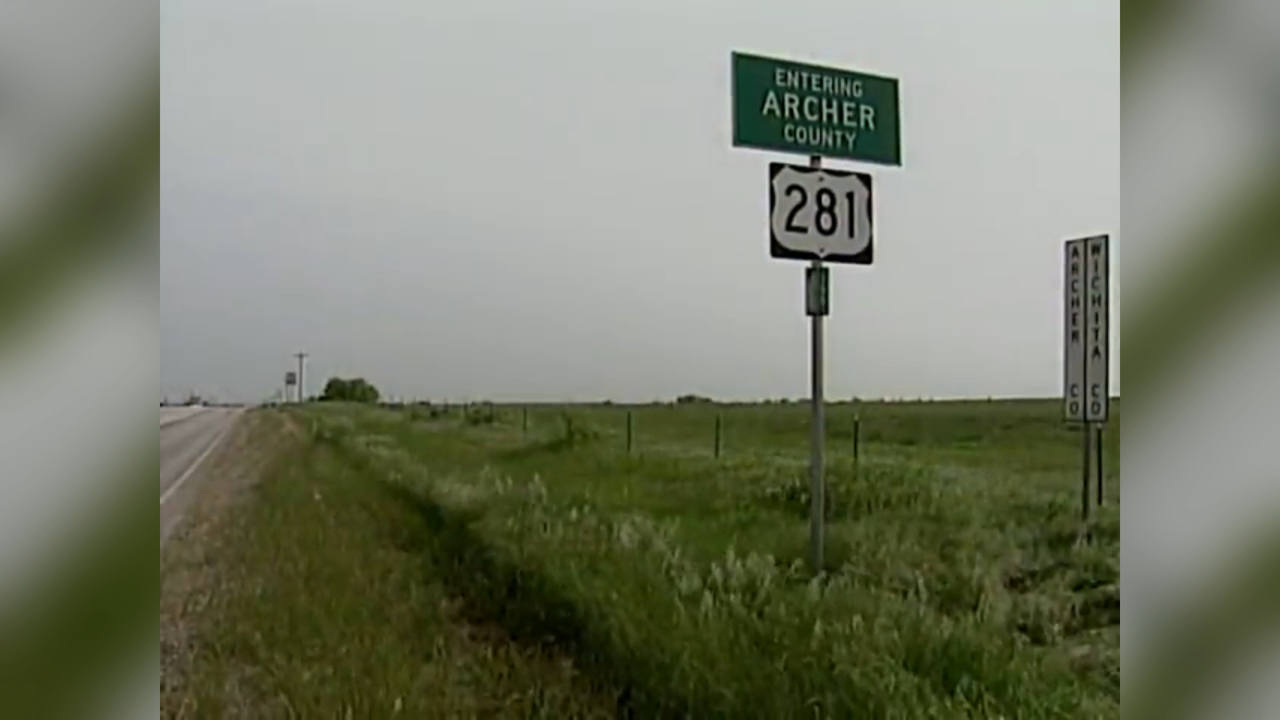 ENTERING
ARCHER
COUNTY
281
ARCHER CO
WICHITA CO